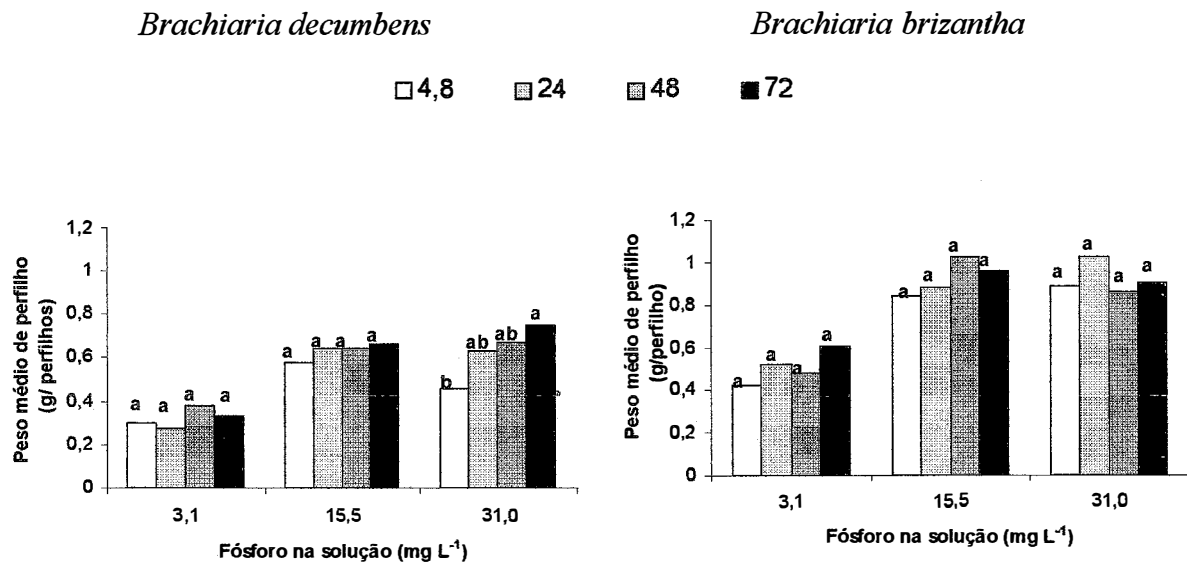 Brachiaria decumbens
Brachiaria brizantha
4,8 24 48 72
Peso médio de perfilho
(g/ perfilhos)
1,2
1
0,8
0,6
0,4
0,2
0
a a a a
a a a a
b ab ab a
3,1 15,5 31,0
Fósforo na solução (mg L-1)
Peso médio de perfilho
(g/perfilho)
1,2
1
0,8
0,6
0,4
0,2
0
a a a a
a a a a
a a a a
3,1 15,5 31,0
Fósforo na solução (mg L-1)